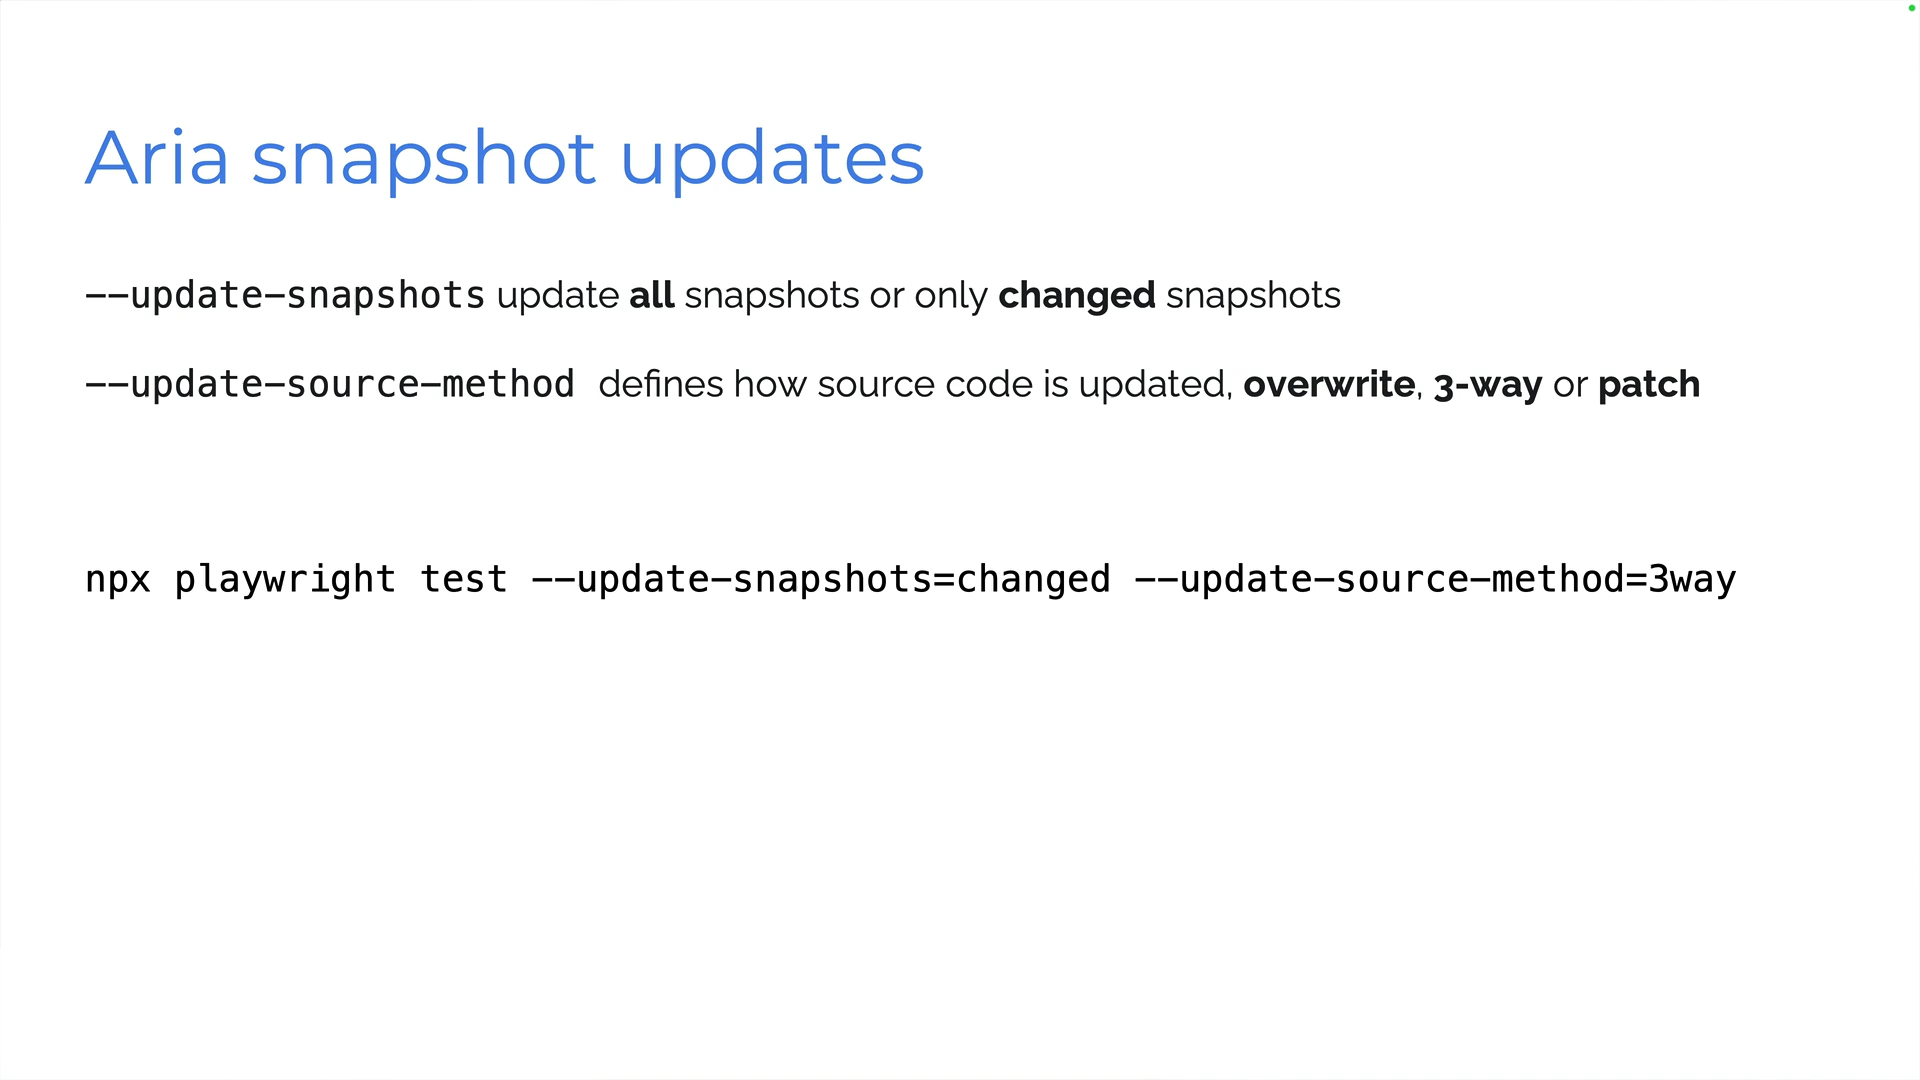 Aria snapshot updates
--update-snapshots update all snapshots or only changed snapshots
--update-source-method defines how source code is updated, overwrite, 3-way or patch
npx playwright test --update-snapshots=changed --update-source-method=3way